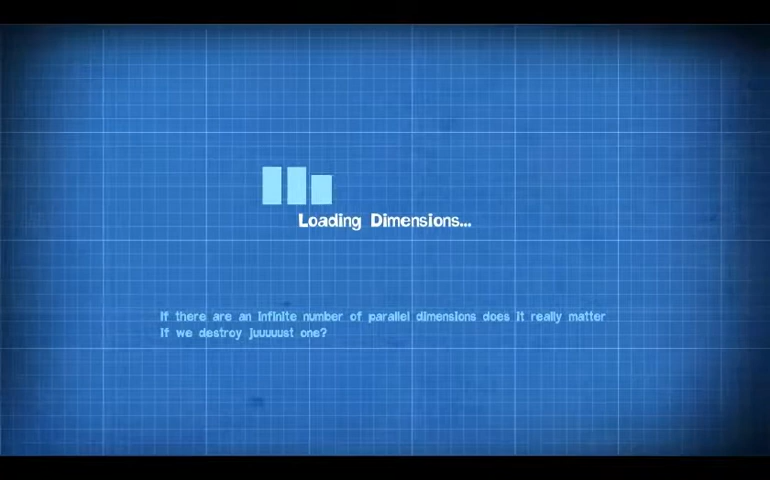 Loading Dimensions...
If there are an infinite number of parallel dimensions does it really matter
if we destroy juuuuust one?